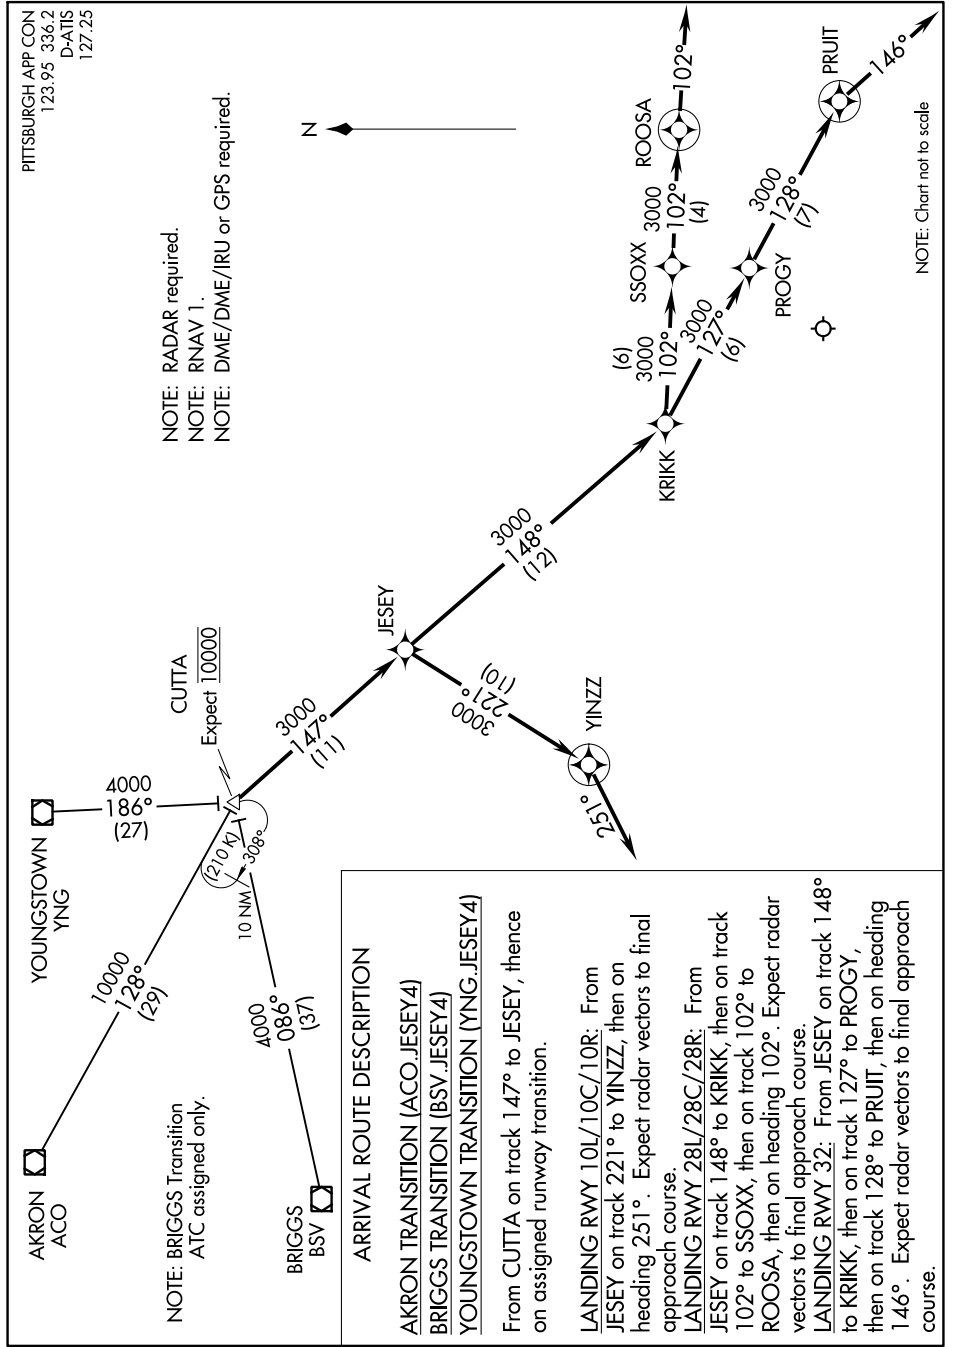 PITTSBURGH APP CON
123.95 336.2
D-ATIS
127.25
NOTE: RADAR required.
NOTE: RNAV 1.
NOTE: DME/DME/IRU or GPS required.
N
AKRON
ACO
10000
128°
(29)
YOUNGSTOWN
YNG
4000
186°
(27)
CUTTA
Expect 10000
NOTE: BRIGGS Transition
ATC assigned only.
BRIGGS
BSV
4000
086°
(37)
10 NM
(210 K)
308°
3000
147°
(11)
JESEY
3000
221°
(10)
YINZZ
251°
3000
148°
(12)
KRIKK
(6)
3000
102°
SSOXX
3000
102°
(4)
ROOSA
102°
3000
127°
(6)
PROGY
3000
128°
(7)
PRUIT
146°
NOTE: Chart not to scale
ARRIVAL ROUTE DESCRIPTION
AKRON TRANSITION (ACO.JESEY4)
BRIGGS TRANSITION (BSV.JESEY4)
YOUNGSTOWN TRANSITION (YNG.JESEY4)
From CUTTA on track 147° to JESEY, thence
on assigned runway transition.
LANDING RWY 10L/10C/10R: From
JESEY on track 221° to YINZZ, then on
heading 251°. Expect radar vectors to final
approach course.
LANDING RWY 28L/28C/28R: From
JESEY on track 148° to KRIKK, then on track
102° to SSOXX, then on track 102° to
ROOSA, then on heading 102°. Expect radar
vectors to final approach course.
LANDING RWY 32: From JESEY on track 148°
to KRIKK, then on track 127° to PROGY,
then on track 128° to PRUIT, then on heading
146°. Expect radar vectors to final approach
course.